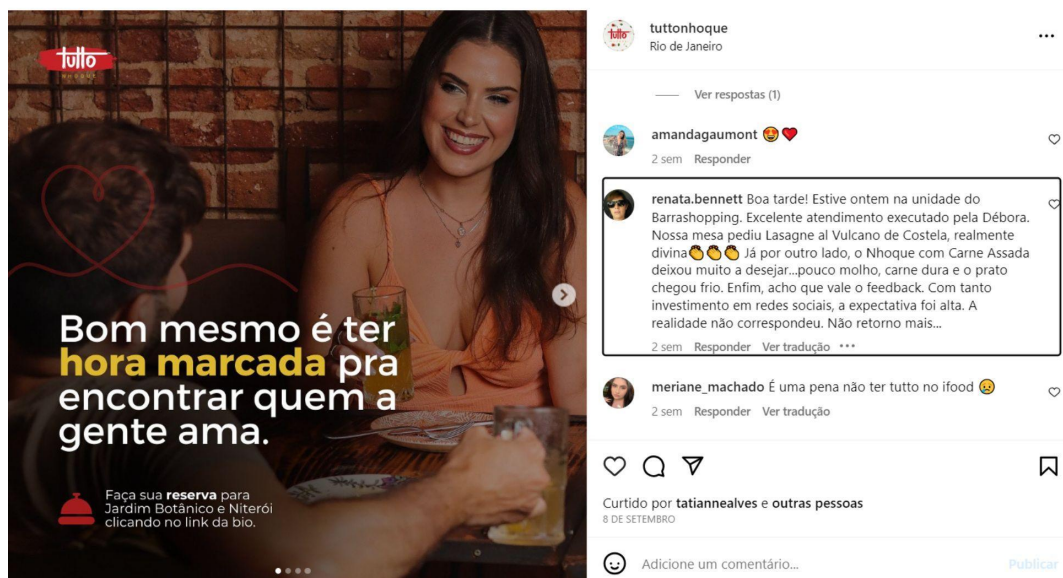 tutto
NHOQUE
Bom mesmo é ter
hora marcada pra
encontrar quem a
gente ama.
Faça sua reserva para
Jardim Botânico e Niterói
clicando no link da bio.
tutto
tuttonhoque
Rio de Janeiro
Ver respostas (1)
amandagaumont 😍❤️
2 sem Responder
renata.bennett Boa tarde! Estive ontem na unidade do
Barrashopping. Excelente atendimento executado pela Débora.
Nossa mesa pediu Lasagne al Vulcano de Costela, realmente
divina👏👏👏 Já por outro lado, o Nhoque com Carne Assada
deixou muito a desejar...pouco molho, carne dura e o prato
chegou frio. Enfim, acho que vale o feedback. Com tanto
investimento em redes sociais, a expectativa foi alta. A
realidade não correspondeu. Não retorno mais...
2 sem Responder Ver tradução
meriane_machado É uma pena não ter tutto no ifood 😥
2 sem Responder Ver tradução
Curtido por tatiannealves e outras pessoas
8 DE SETEMBRO
Adicione um comentário...
Publicar